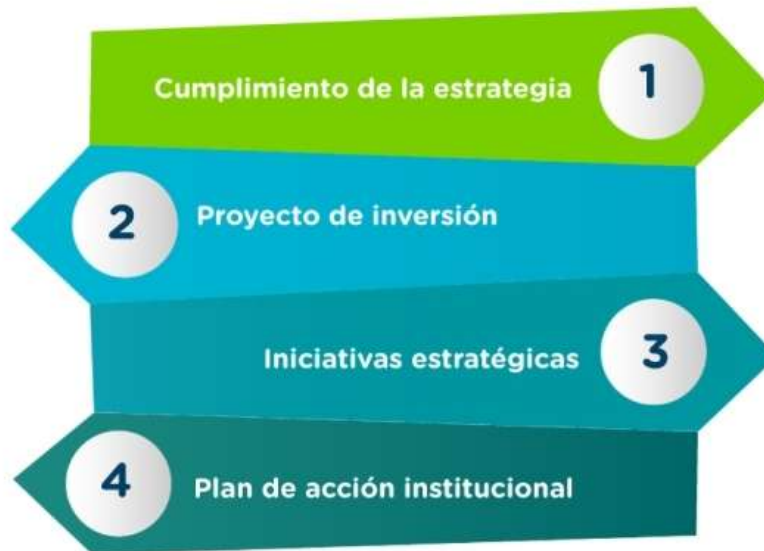 Cumplimiento de la estrategia 1
2 Proyecto de inversión
Iniciativas estratégicas 3
4 Plan de acción institucional